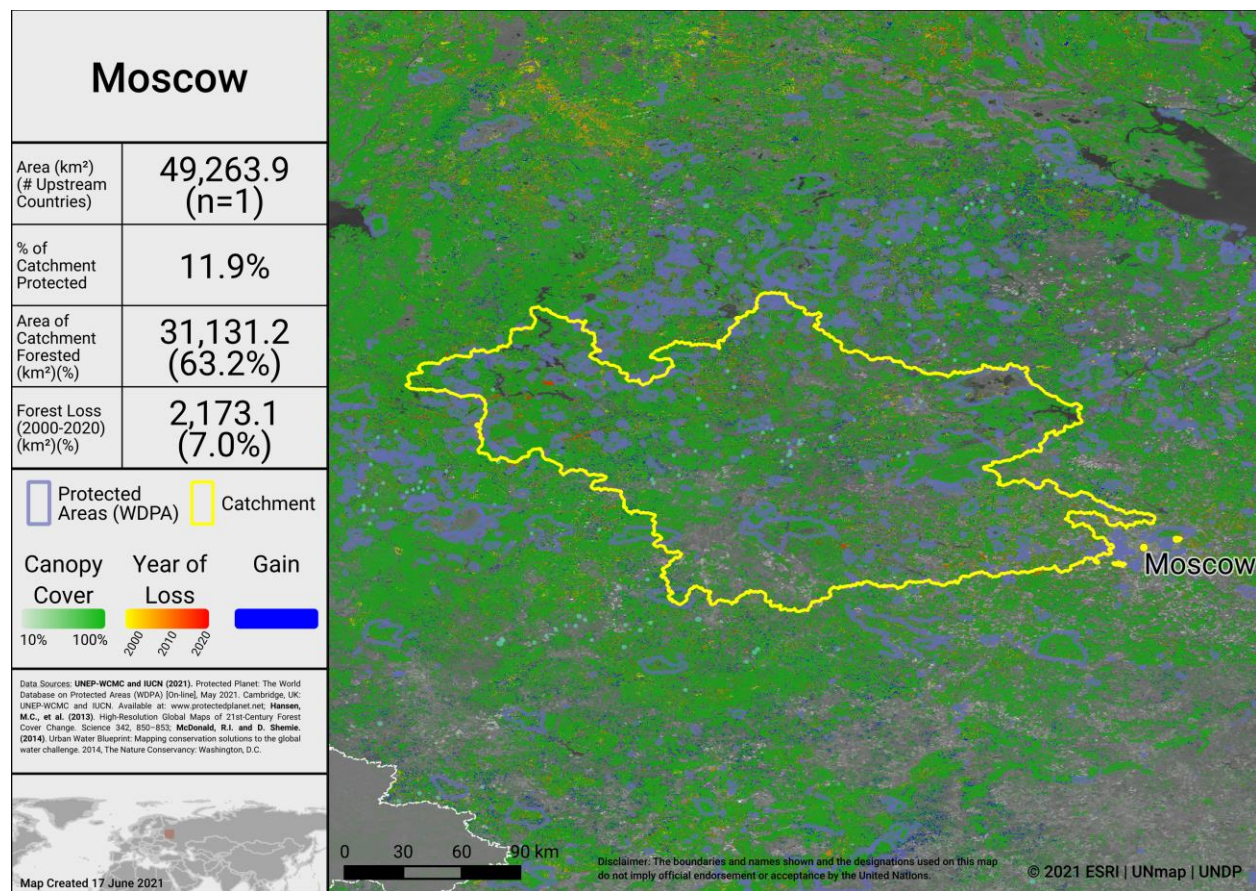 Moscow
Area (km²)
(# Upstream
Countries)
49,263.9
(n=1)
% of
Catchment
Protected
11.9%
Area of
Catchment
Forested
(km²)(%)
31,131.2
(63.2%)
Forest Loss
(2000-2020)
(km²)(%)
2,173.1
(7.0%)
Protected
Areas (WDPA)
Catchment
Canopy
Cover
10% 100%
Year of
Loss
2000 2010 2020
Gain
Data Sources: UNEP-WCMC and IUCN (2021). Protected Planet: The World
Database on Protected Areas (WDPA) [On-line], May 2021. Cambridge, UK:
UNEP-WCMC and IUCN. Available at: www.protectedplanet.net; Hansen,
M.C., et al. (2013). High-Resolution Global Maps of 21st-Century Forest
Cover Change. Science 342, 850–853; McDonald, R.I. and D. Shemie.
(2014). Urban Water Blueprint: Mapping conservation solutions to the global
water challenge. 2014, The Nature Conservancy: Washington, D.C.
Map Created 17 June 2021
Moscow
0 30 60 90 km
Disclaimer: The boundaries and names shown and the designations used on this map
do not imply official endorsement or acceptance by the United Nations.
© 2021 ESRI | UNmap | UNDP